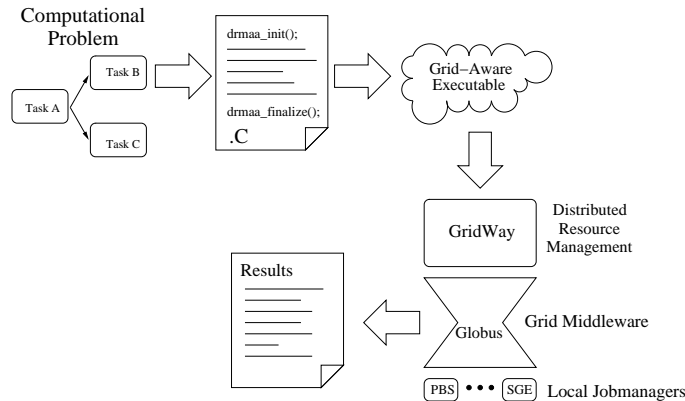 Computational
Problem
Task A
Task B
Task C
drmaa_init();
drmaa_finalize();
.C
Grid−Aware
Executable
GridWay
Distributed
Resource
Management
Results
Globus
Grid Middleware
PBS
SGE
Local Jobmanagers